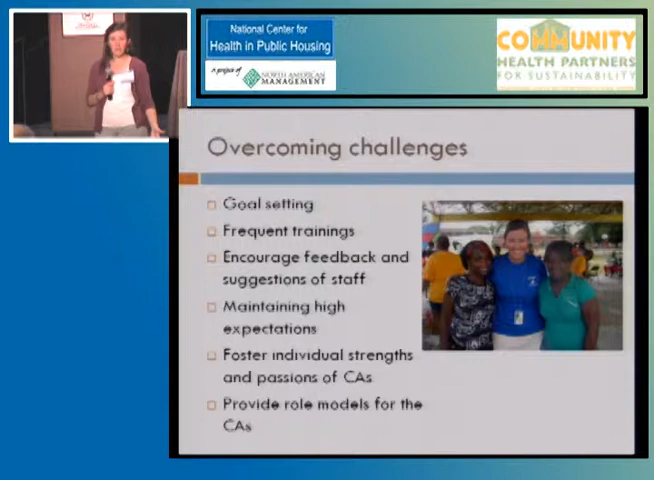 National Center for
Health in Public Housing
a project of NORTH AMERICAN
MANAGEMENT
COMMUNITY
HEALTH PARTNERS
FOR SUSTAINABILITY
Overcoming challenges
Goal setting
Frequent trainings
Encourage feedback and
suggestions of staff
Maintaining high
expectations
Foster individual strengths
and passions of CAs
Provide role models for the
CAs